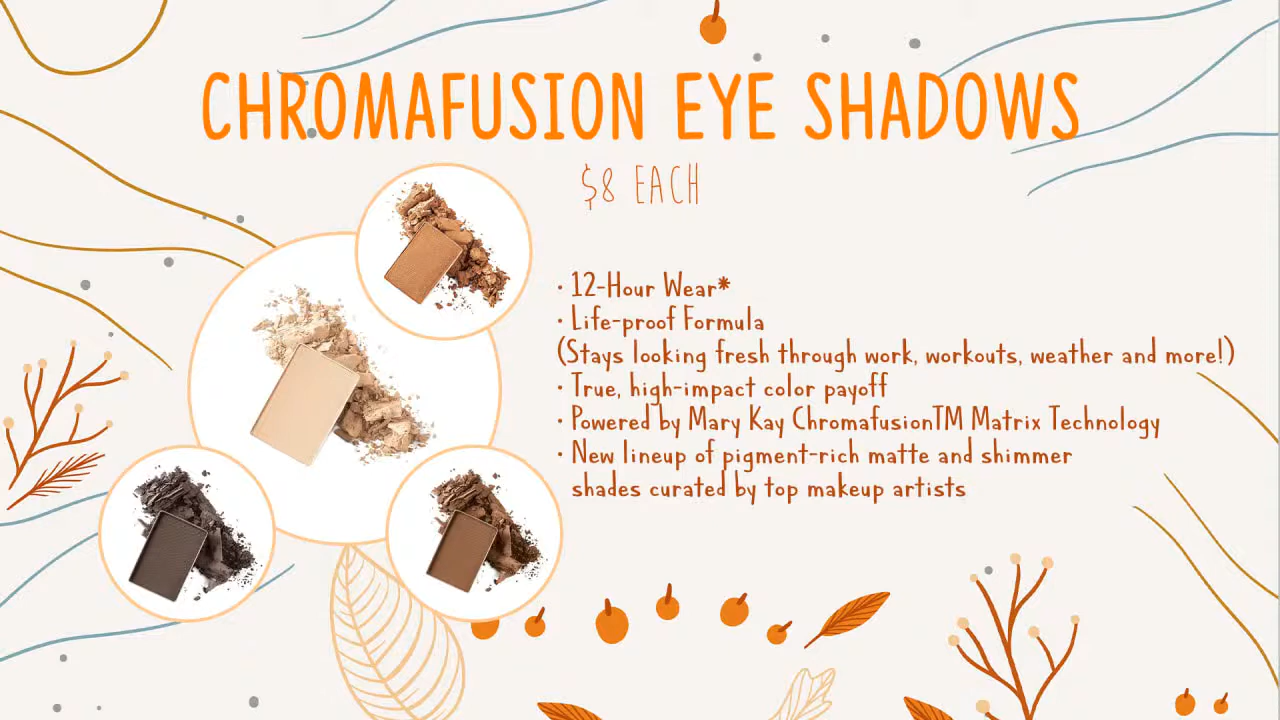 CHROMAFUSION EYE SHADOWS
$8 EACH
• 12-Hour Wear*
• Life-proof Formula
(Stays looking fresh through work, workouts, weather and more!)
• True, high-impact color payoff
• Powered by Mary Kay ChromafusionTM Matrix Technology
• New lineup of pigment-rich matte and shimmer
shades curated by top makeup artists